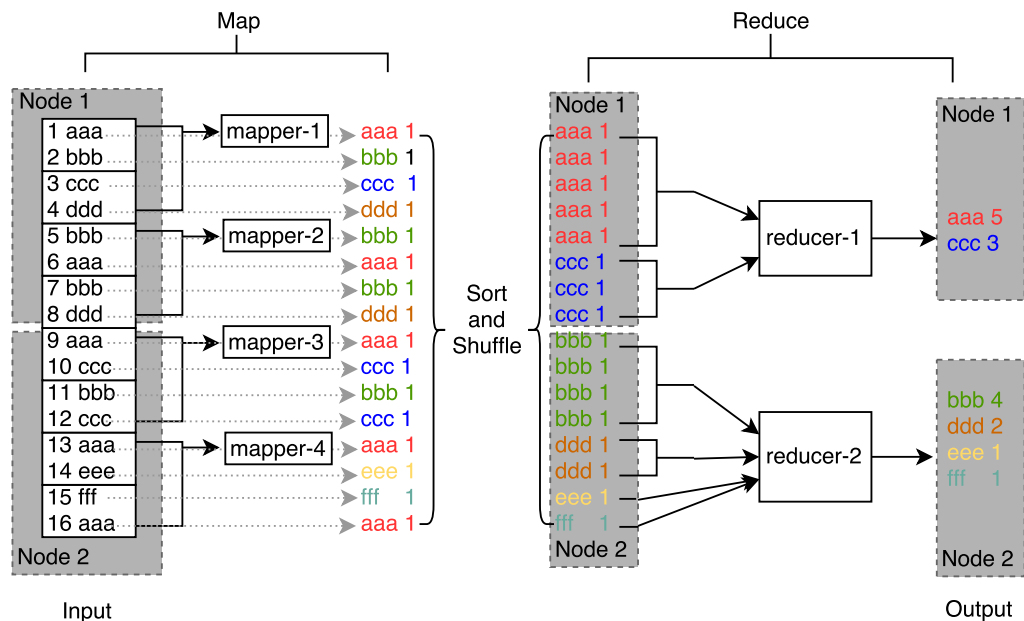 Map
Reduce
Node 1
1 aaa
2 bbb
3 ccc
4 ddd
5 bbb
6 aaa
7 bbb
8 ddd
9 aaa
10 ccc
11 bbb
12 ccc
13 aaa
14 eee
15 fff
16 aaa
Node 2
Input
mapper-1
mapper-2
mapper-3
mapper-4
aaa 1
bbb 1
ccc 1
ddd 1
bbb 1
aaa 1
bbb 1
ddd 1
aaa 1
ccc 1
bbb 1
ccc 1
aaa 1
eee 1
fff 1
aaa 1
Sort
and
Shuffle
Node 1
aaa 1
aaa 1
aaa 1
aaa 1
aaa 1
ccc 1
ccc 1
ccc 1
bbb 1
bbb 1
bbb 1
bbb 1
ddd 1
ddd 1
eee 1
fff 1
Node 2
reducer-1
reducer-2
Node 1
aaa 5
ccc 3
bbb 4
ddd 2
eee 1
fff 1
Node 2
Output